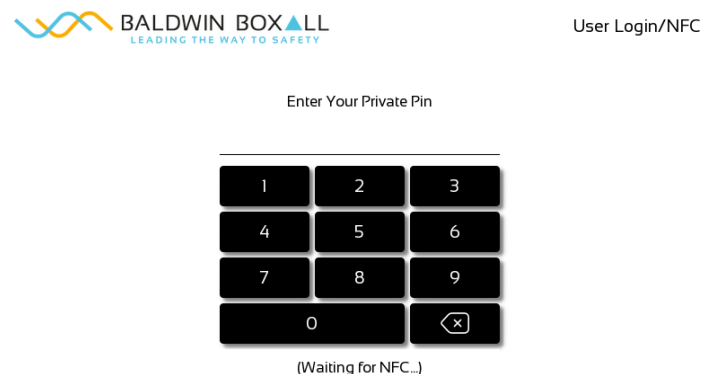 BALDWIN BOXALL
LEADING THE WAY TO SAFETY
User Login/NFC
Enter Your Private Pin
1 2 3
4 5 6
7 8 9
0
(Waiting for NFC...)